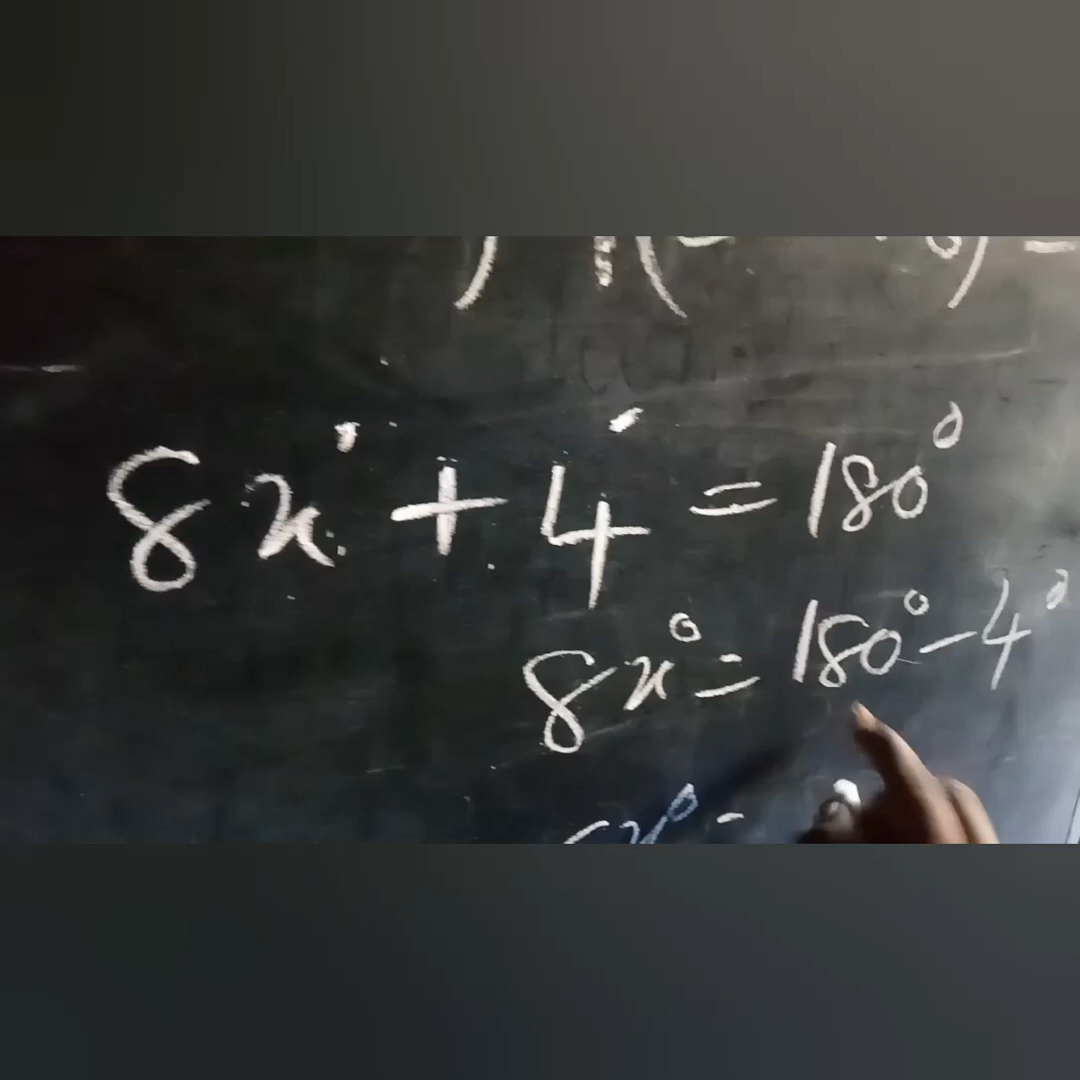 8x° + 4° = 180°
8x° = 180° - 4°